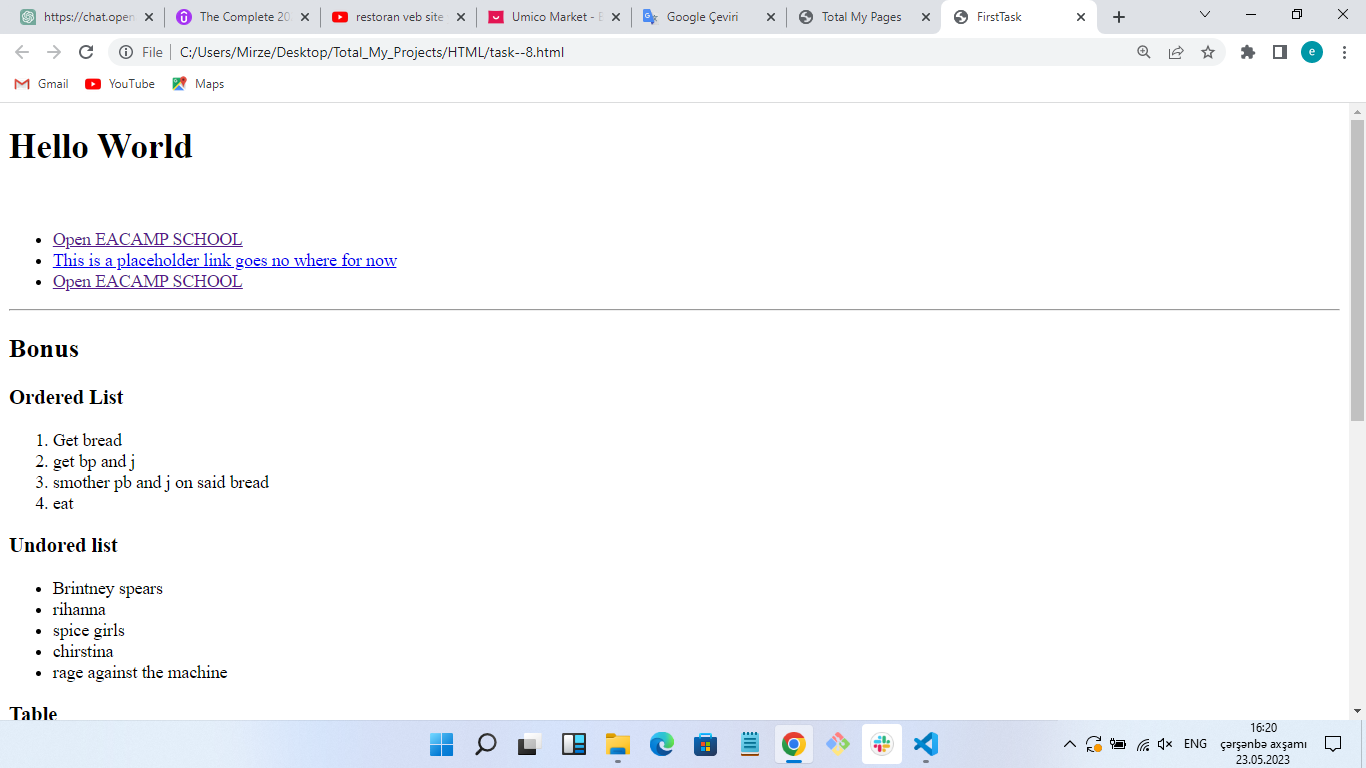 https://chat.open
The Complete 20
restoran veb site
Umico Market - E
Google Çeviri
Total My Pages
FirstTask
File
C:/Users/Mirze/Desktop/Total_My_Projects/HTML/task--8.html
e
Gmail
YouTube
Maps
Hello World
Open EACAMP SCHOOL
This is a placeholder link goes no where for now
Open EACAMP SCHOOL
Bonus
Ordered List
1. Get bread
2. get bp and j
3. smother pb and j on said bread
4. eat
Undored list
Brintney spears
rihanna
spice girls
chirstina
rage against the machine
Table
ENG
16:20
çərşənbə axşamı
23.05.2023